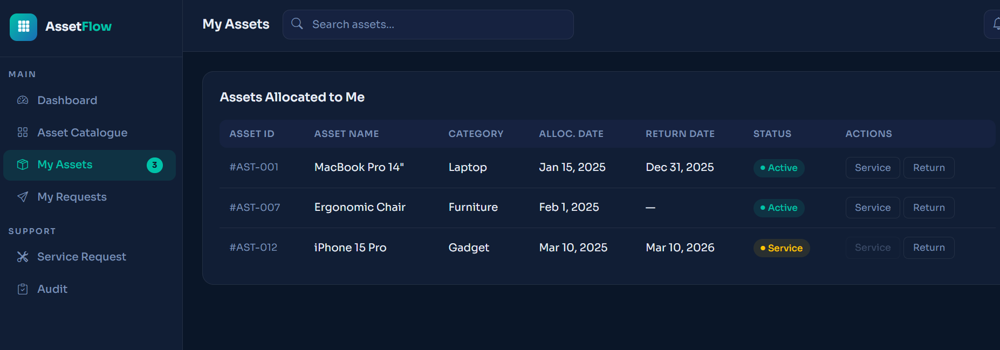 AssetFlow
My Assets
Search assets...
MAIN
Dashboard
Asset Catalogue
My Assets 3
My Requests
SUPPORT
Service Request
Audit
Assets Allocated to Me
ASSET ID ASSET NAME CATEGORY ALLOC. DATE RETURN DATE STATUS ACTIONS
#AST-001 MacBook Pro 14" Laptop Jan 15, 2025 Dec 31, 2025 Active Service Return
#AST-007 Ergonomic Chair Furniture Feb 1, 2025 — Active Service Return
#AST-012 iPhone 15 Pro Gadget Mar 10, 2025 Mar 10, 2026 Service Service Return